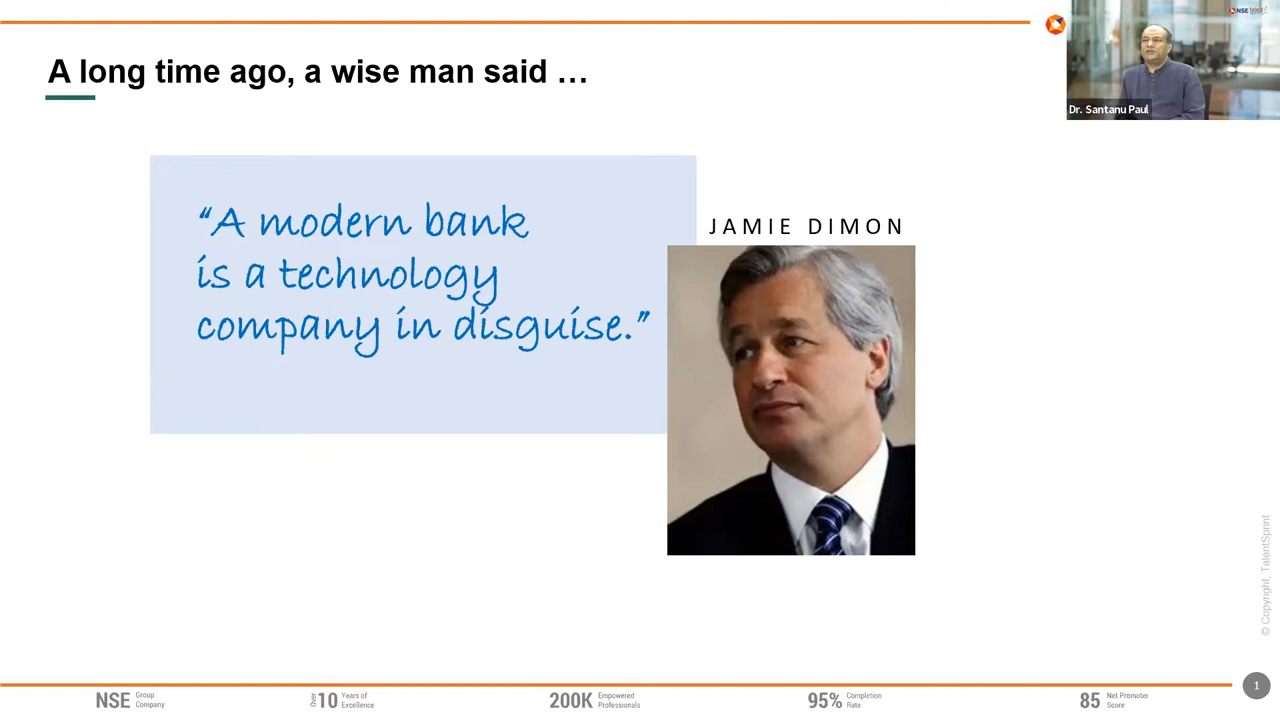 A long time ago, a wise man said …
NSE
Dr. Santanu Paul
“A modern bank
is a technology
company in disguise.”
JAMIE DIMON
© Copyright, TalentSprint
1
NSE Group
Company
Over 10 Years of
Excellence
200K Empowered
Professionals
95% Completion
Rate
85 Net Promoter
Score